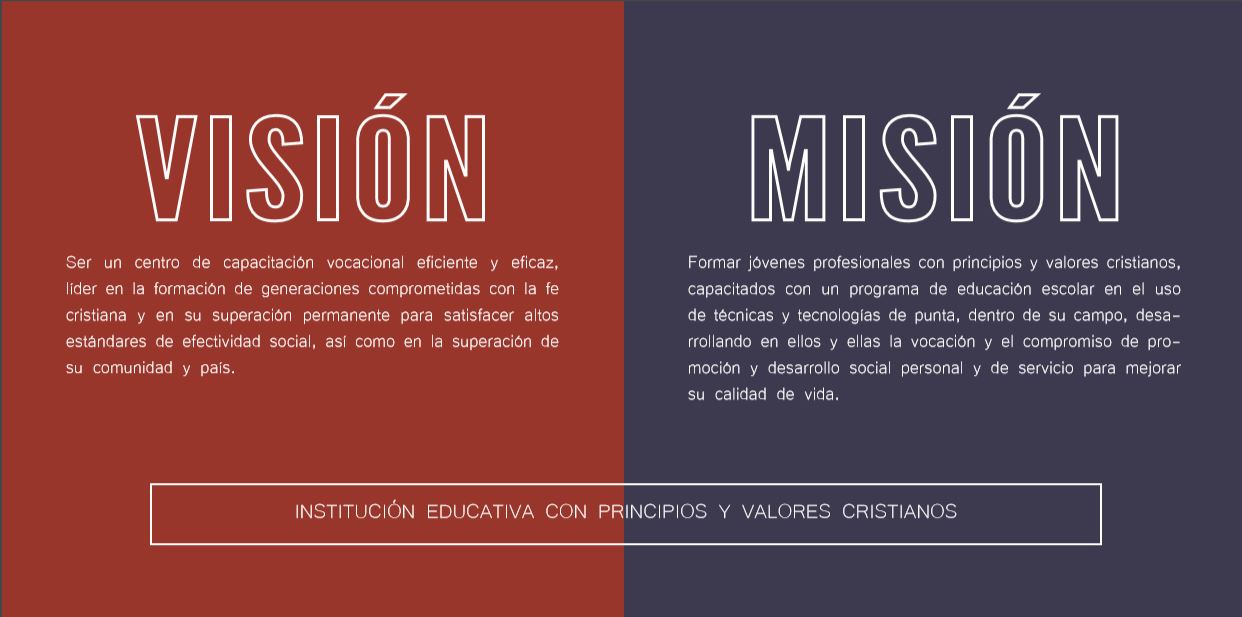 VISIÓN
Ser un centro de capacitación vocacional eficiente y eficaz,
líder en la formación de generaciones comprometidas con la fe
cristiana y en su superación permanente para satisfacer altos
estándares de efectividad social, así como en la superación de
su comunidad y país.
MISIÓN
Formar jóvenes profesionales con principios y valores cristianos,
capacitados con un programa de educación escolar en el uso
de técnicas y tecnologías de punta, dentro de su campo, desa-
rrollando en ellos y ellas la vocación y el compromiso de pro-
moción y desarrollo social personal y de servicio para mejorar
su calidad de vida.
INSTITUCIÓN EDUCATIVA CON PRINCIPIOS Y VALORES CRISTIANOS